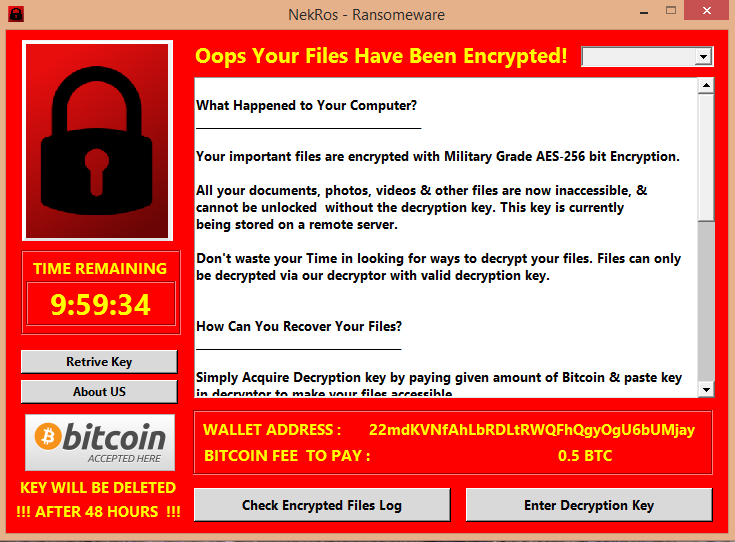 NekRos - Ransomeware
Oops Your Files Have Been Encrypted!
What Happened to Your Computer?
Your important files are encrypted with Military Grade AES-256 bit Encryption.
All your documents, photos, videos & other files are now inaccessible, &
cannot be unlocked  without the decryption key. This key is currently
being stored on a remote server.
Don't waste your Time in looking for ways to decrypt your files. Files can only
be decrypted via our decryptor with valid decryption key.
How Can You Recover Your Files?
Simply Acquire Decryption key by paying given amount of Bitcoin & paste key
in decryptor to make your files accessible
TIME REMAINING
9:59:34
Retrive Key
About US
bitcoin
ACCEPTED HERE
KEY WILL BE DELETED
!!! AFTER 48 HOURS  !!!
WALLET ADDRESS :  22mdKVNfAhLbRDLtRWQFhQgyOgU6bUMjay
BITCOIN FEE  TO PAY :  0.5 BTC
Check Encrypted Files Log
Enter Decryption Key